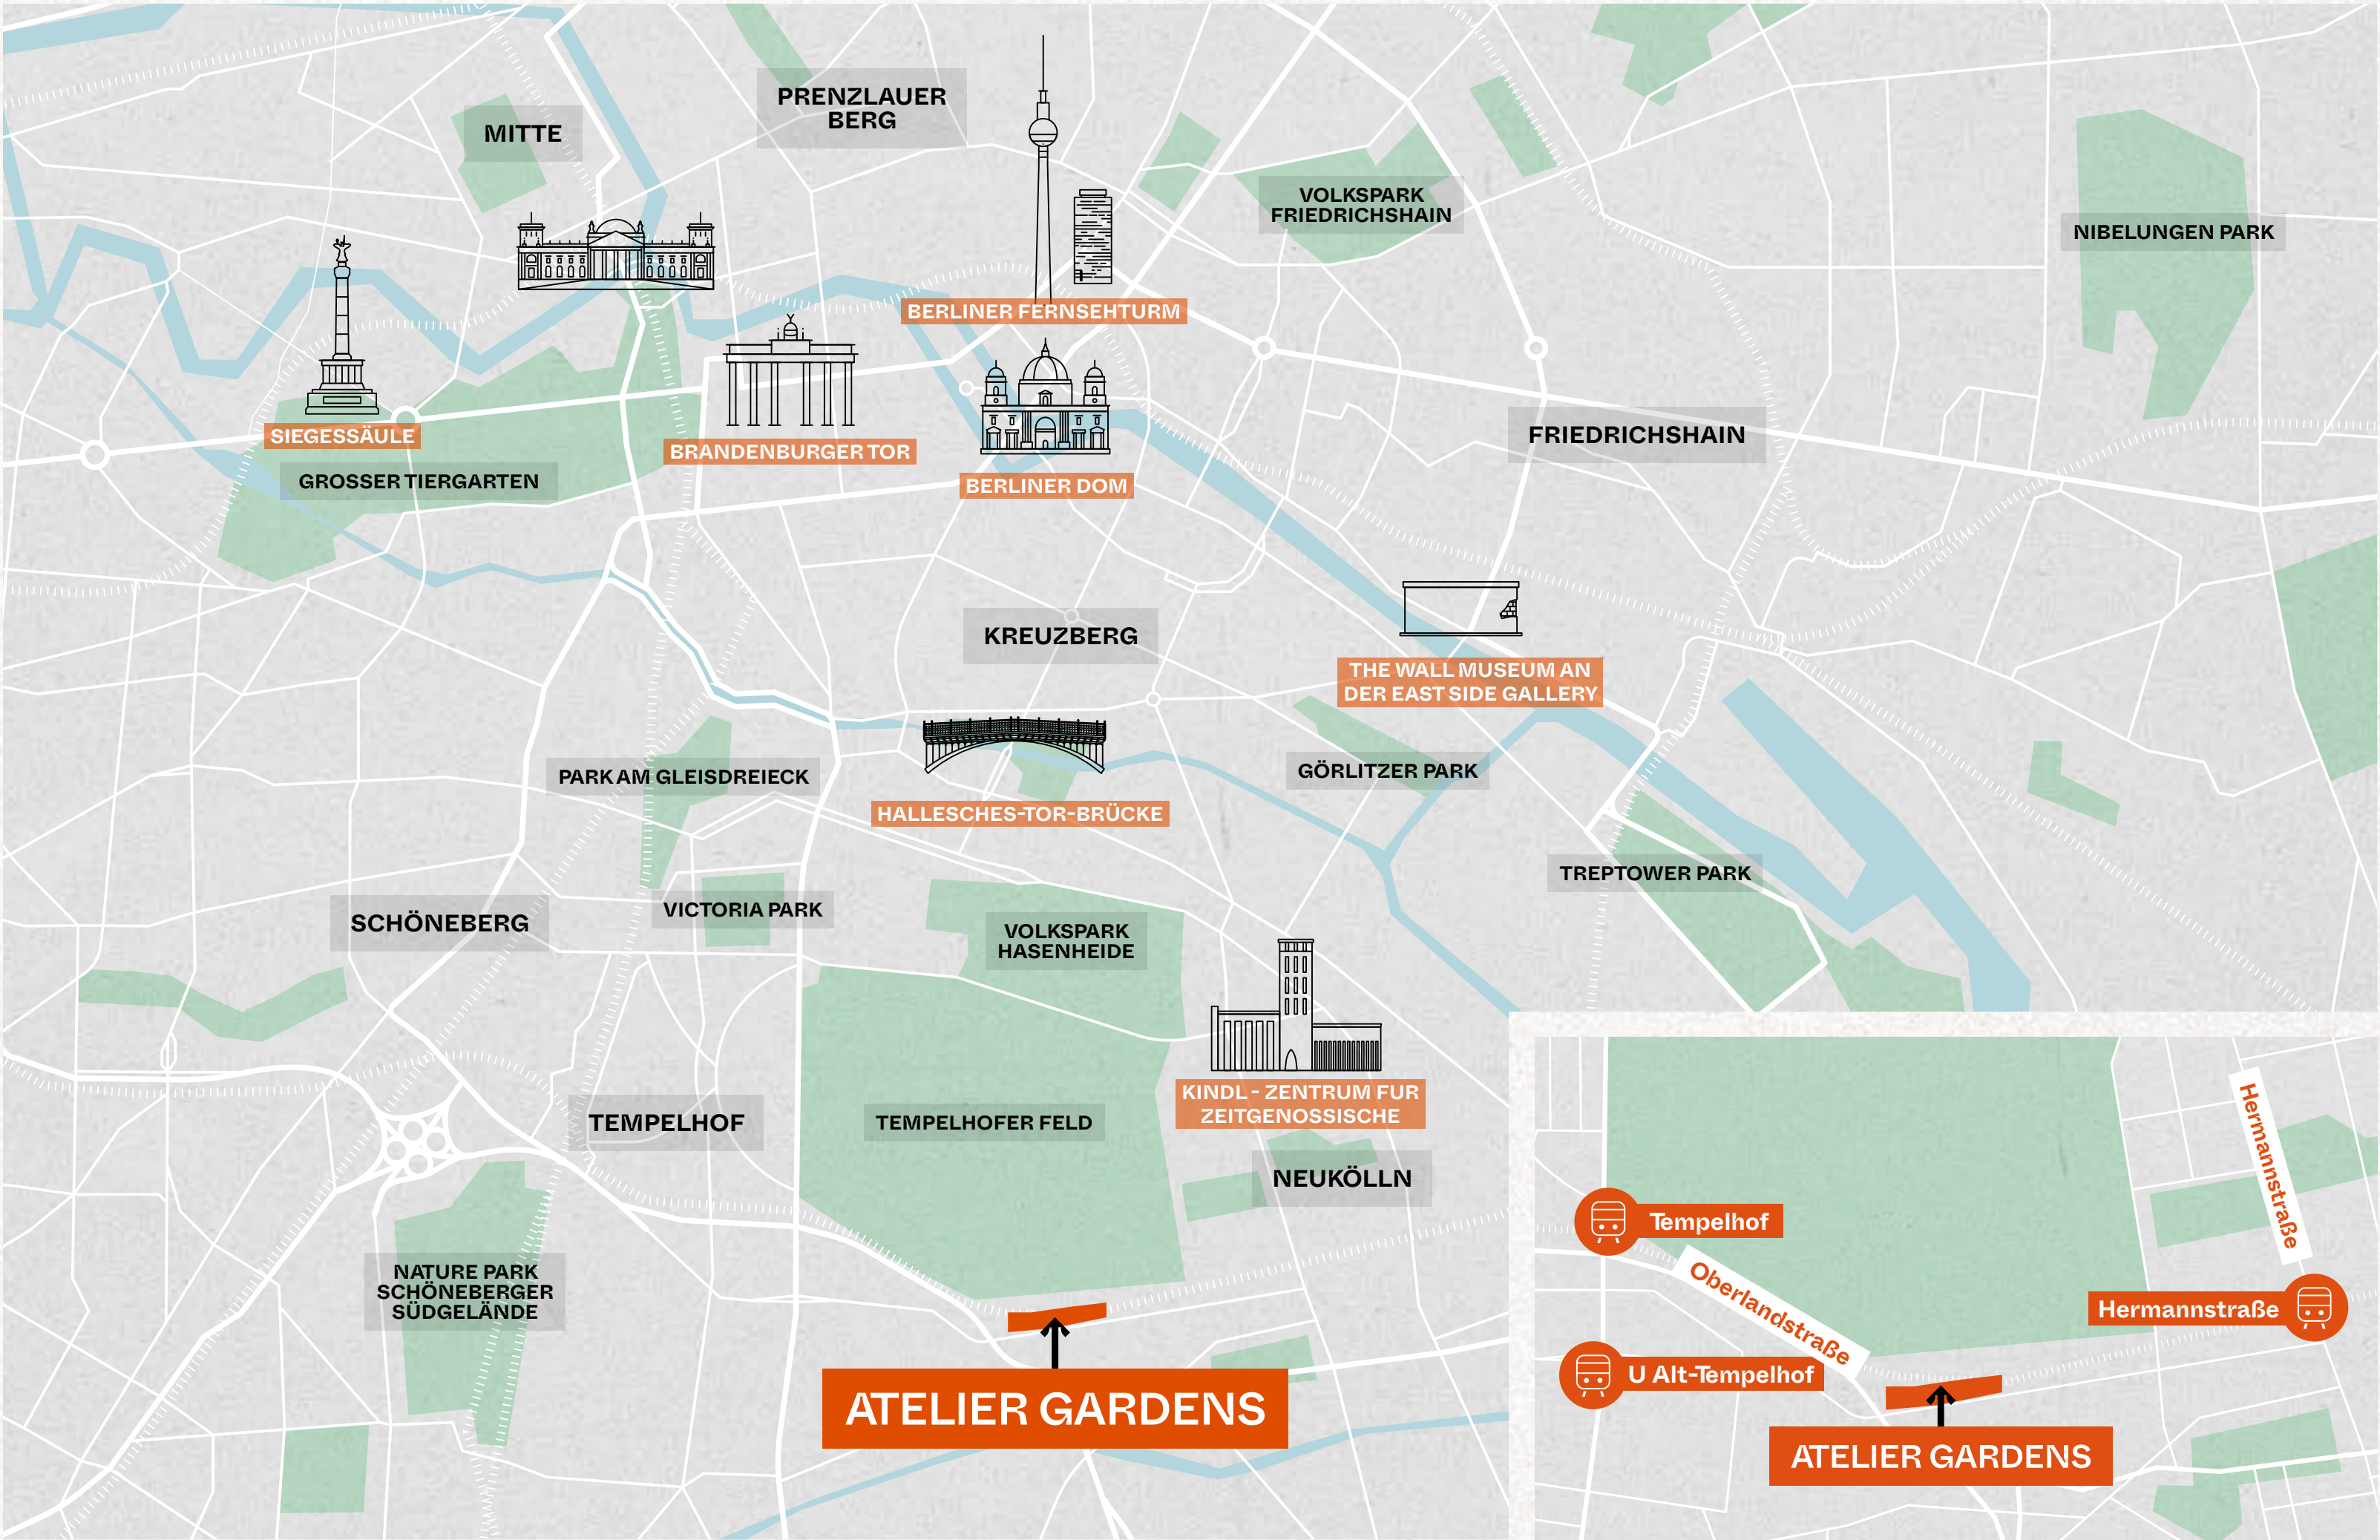 PRENZLAUER
BERG
MITTE
VOLKSPARK
FRIEDRICHSHAIN
NIBELUNGEN PARK
BERLINER FERNSEHTURM
SIEGESSÄULE
BRANDENBURGER TOR
FRIEDRICHSHAIN
GROSSER TIERGARTEN
BERLINER DOM
KREUZBERG
THE WALL MUSEUM AN
DER EAST SIDE GALLERY
PARK AM GLEISDREIECK
GÖRLITZER PARK
HALLESCHES-TOR-BRÜCKE
TREPTOWER PARK
VICTORIA PARK
SCHÖNEBERG
VOLKSPARK
HASENHEIDE
KINDL - ZENTRUM FUR
ZEITGENOSSISCHE
TEMPELHOF
TEMPELHOFER FELD
NEUKÖLLN
NATURE PARK
SCHÖNEBERGER
SÜDGELÄNDE
ATELIER GARDENS
Hermannstraße
Tempelhof
Oberlandstraße
Hermannstraße
U Alt-Tempelhof
ATELIER GARDENS